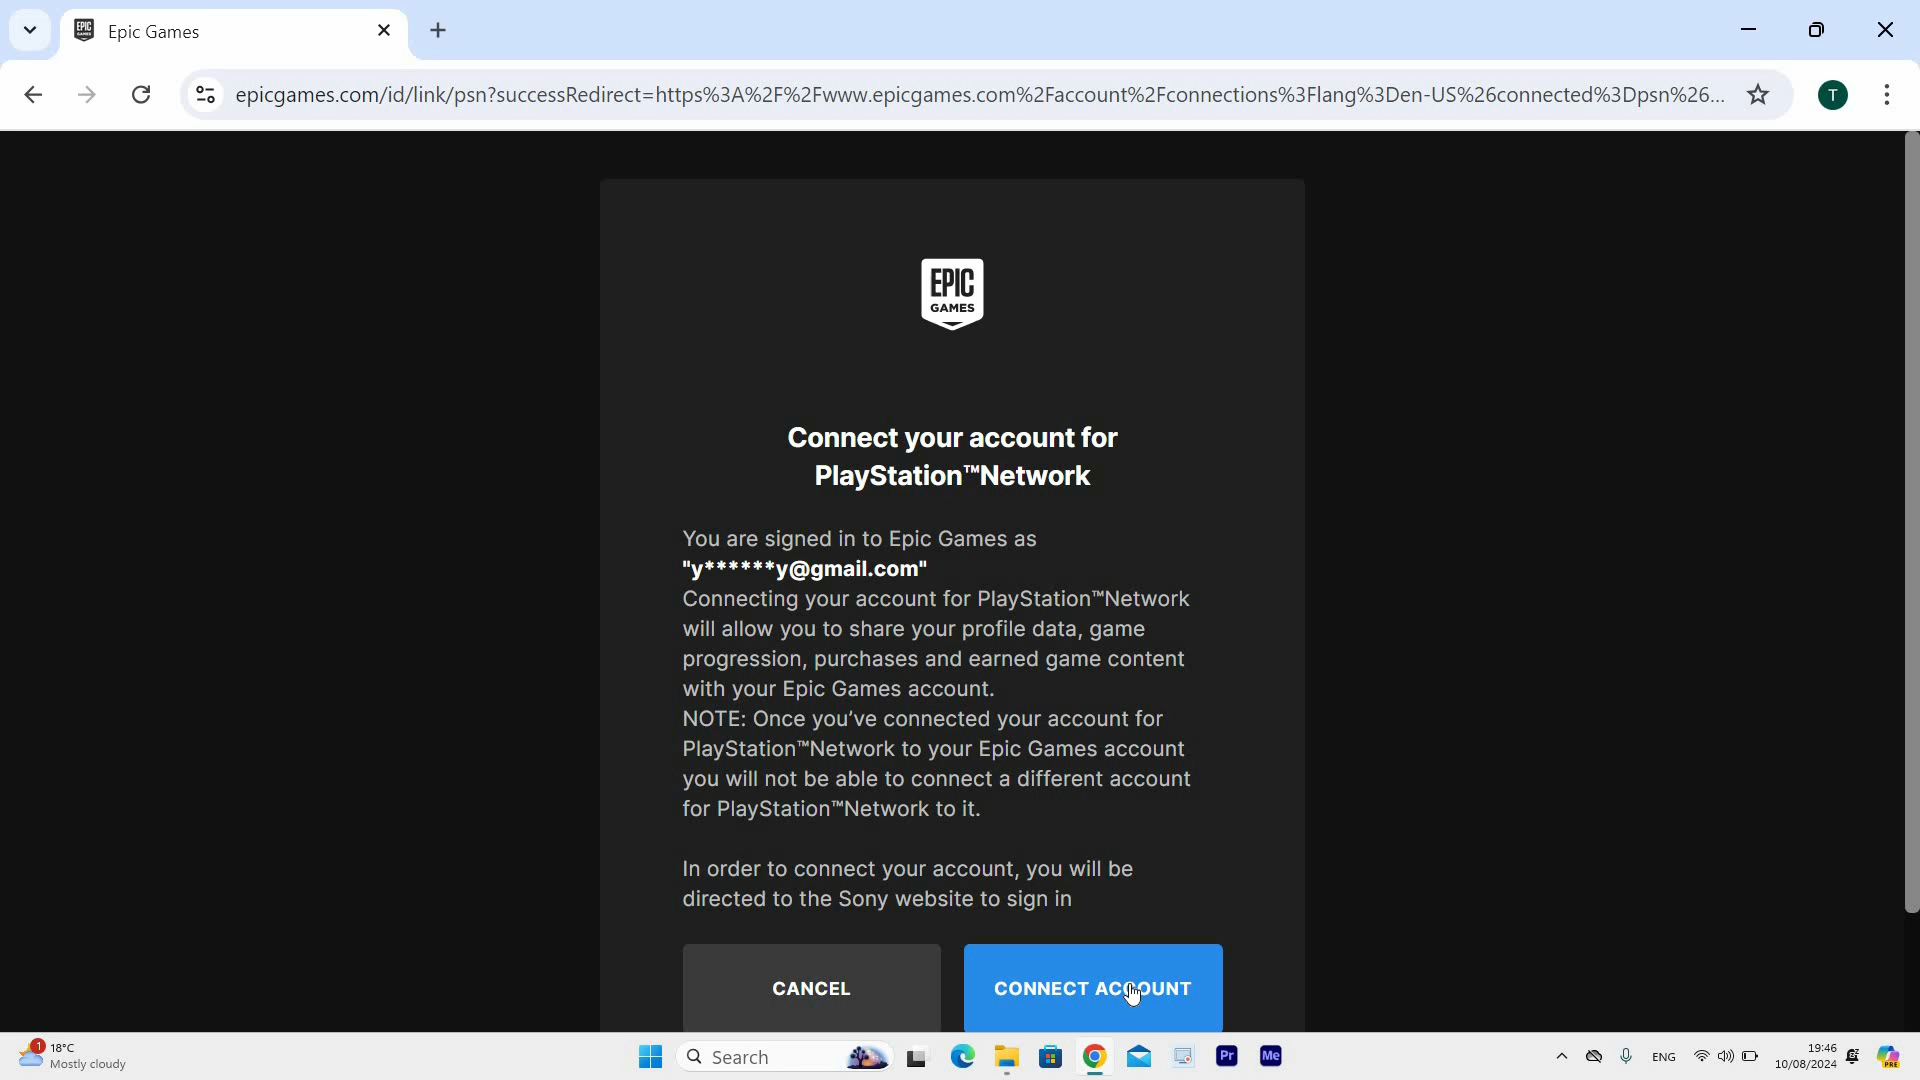 Epic Games
epicgames.com/id/link/psn?successRedirect=https%3A%2F%2Fwww.epicgames.com%2Faccount%2Fconnections%3Flang%3Den-US%26connected%3Dpsn%26...
T
EPIC
GAMES
Connect your account for
PlayStation™Network
You are signed in to Epic Games as
"y******y@gmail.com"
Connecting your account for PlayStation™Network
will allow you to share your profile data, game
progression, purchases and earned game content
with your Epic Games account.
NOTE: Once you've connected your account for
PlayStation™Network to your Epic Games account
you will not be able to connect a different account
for PlayStation™Network to it.
In order to connect your account, you will be
directed to the Sony website to sign in
CANCEL
CONNECT ACCOUNT
1
18°C
Mostly cloudy
Search
Pr
Me
ENG
19:46
10/08/2024
PRE